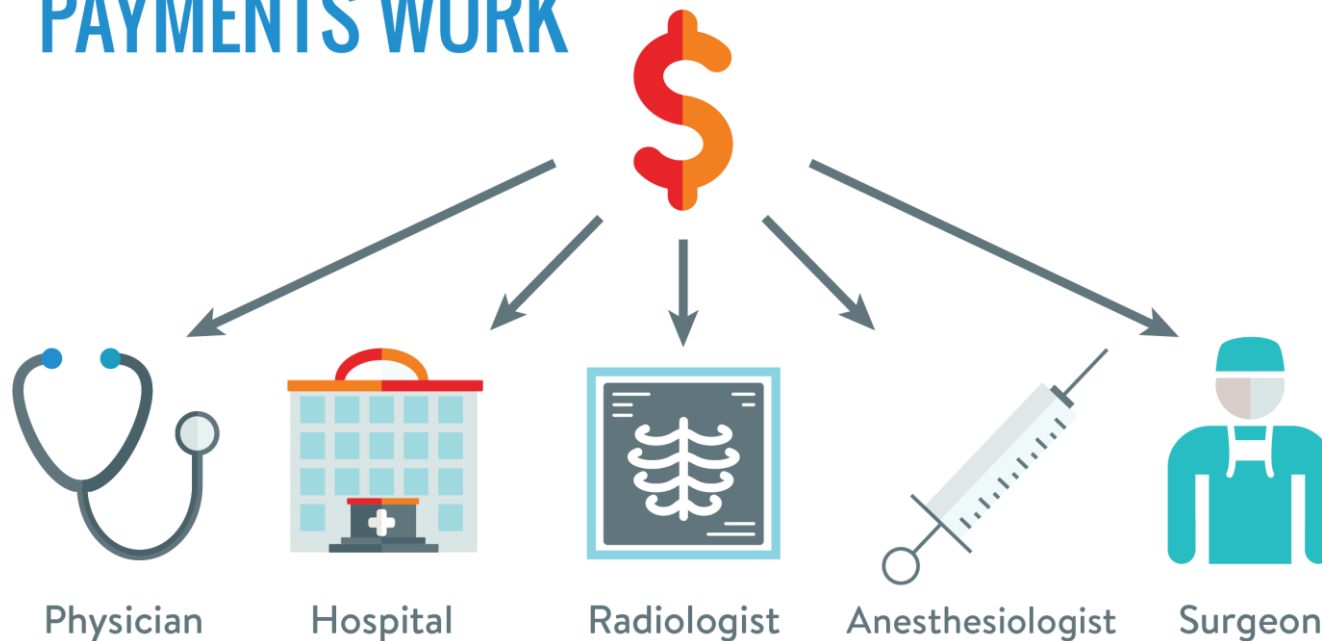 PAYMENTS WORK
$
Physician
Hospital
Radiologist
Anesthesiologist
Surgeon